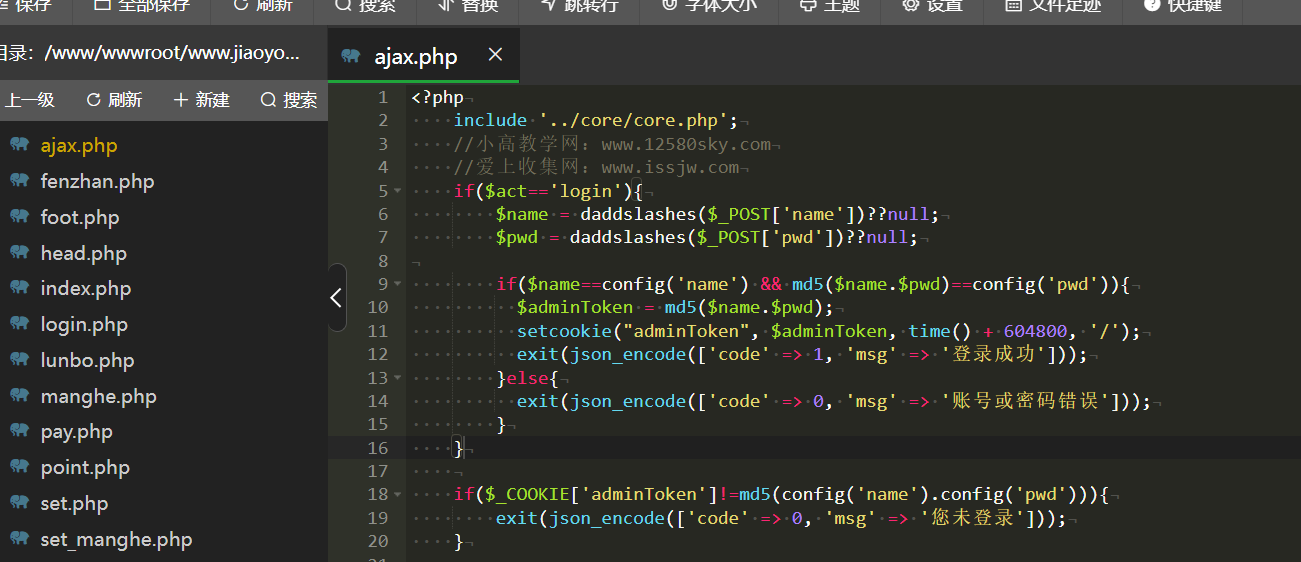 保存 全部保存 刷新 搜索 替换 跳转行 字体大小 主题 设置 文件足迹 快捷键
目录: /www/wwwroot/www.jiaoyo...
ajax.php ×
上一级 刷新 新建 搜索
ajax.php
fenzhan.php
foot.php
head.php
index.php
login.php
lunbo.php
manghe.php
pay.php
point.php
set.php
set_manghe.php
1 <?php
2 include '../core/core.php';
3 //小高教学网：www.12580sky.com
4 //爱上收集网：www.issjw.com
5 if($act=='login'){
6 $name = daddslashes($_POST['name'])??null;
7 $pwd = daddslashes($_POST['pwd'])??null;
8
9 if($name==config('name') && md5($name.$pwd)==config('pwd')){
10 $adminToken = md5($name.$pwd);
11 setcookie("adminToken", $adminToken, time() + 604800, '/');
12 exit(json_encode(['code' => 1, 'msg' => '登录成功']));
13 }else{
14 exit(json_encode(['code' => 0, 'msg' => '账号或密码错误']));
15 }
16 }
17
18 if($_COOKIE['adminToken']!=md5(config('name').config('pwd'))){
19 exit(json_encode(['code' => 0, 'msg' => '您未登录']));
20 }